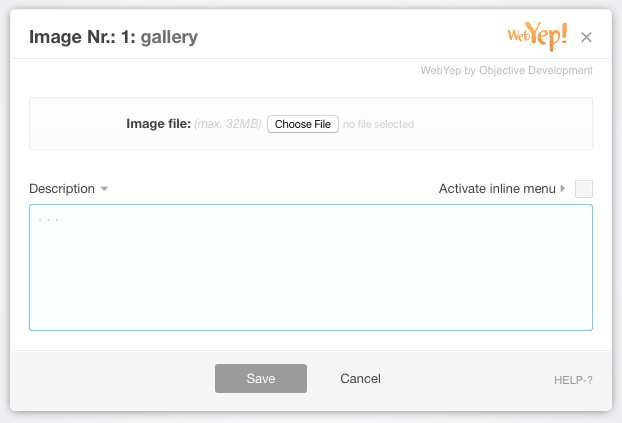 Image Nr.: 1: gallery
WebYep!
WebYep by Objective Development
Image file: (max. 32MB) Choose File no file selected
Description Activate inline menu
. . .
Save Cancel HELP-?